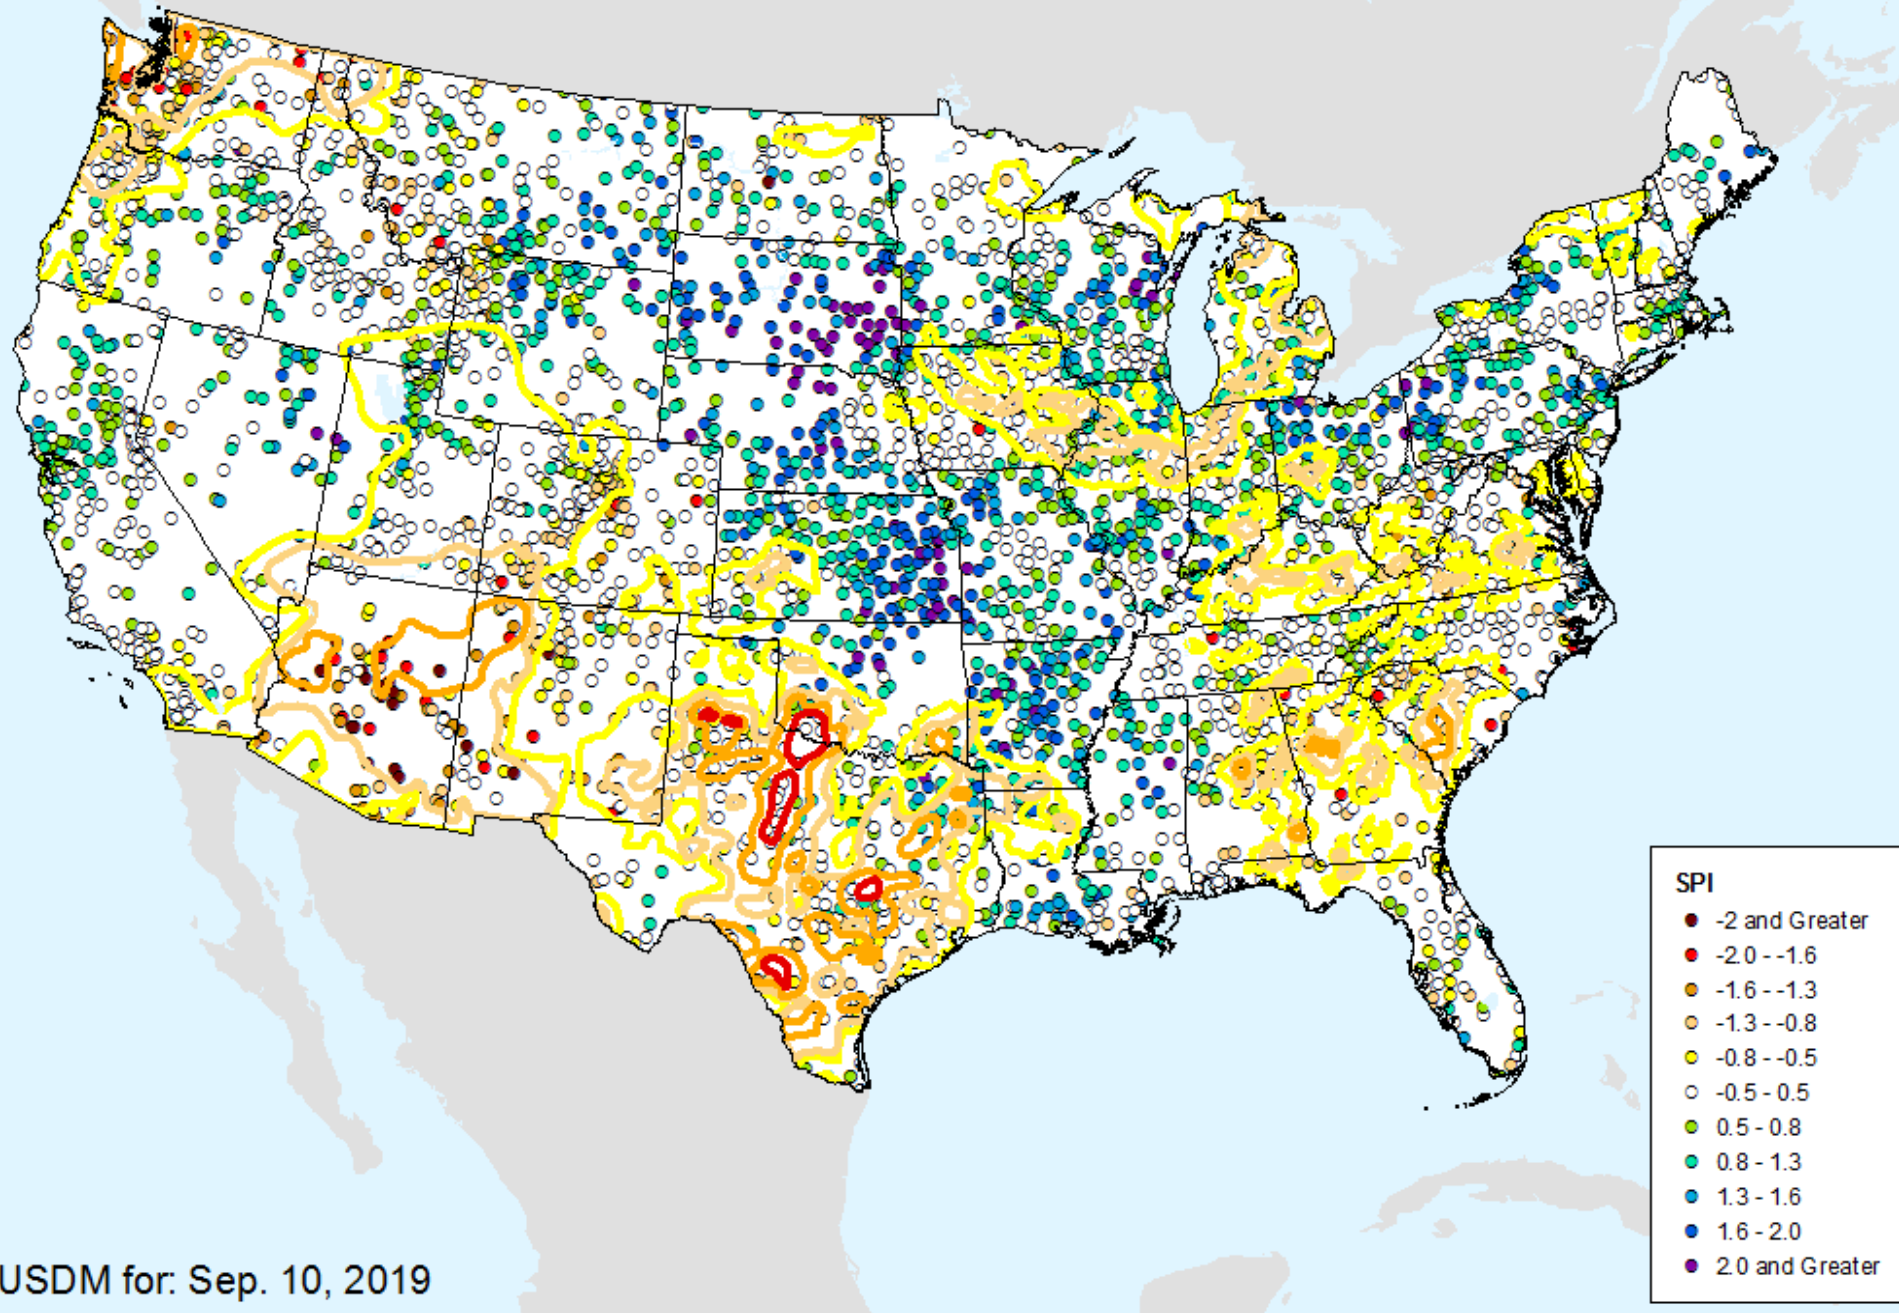 SPI
-2 and Greater
-2.0 - -1.6
-1.6 - -1.3
-1.3 - -0.8
-0.8 - -0.5
-0.5 - 0.5
0.5 - 0.8
0.8 - 1.3
1.3 - 1.6
1.6 - 2.0
2.0 and Greater
USDM for: Sep. 10, 2019